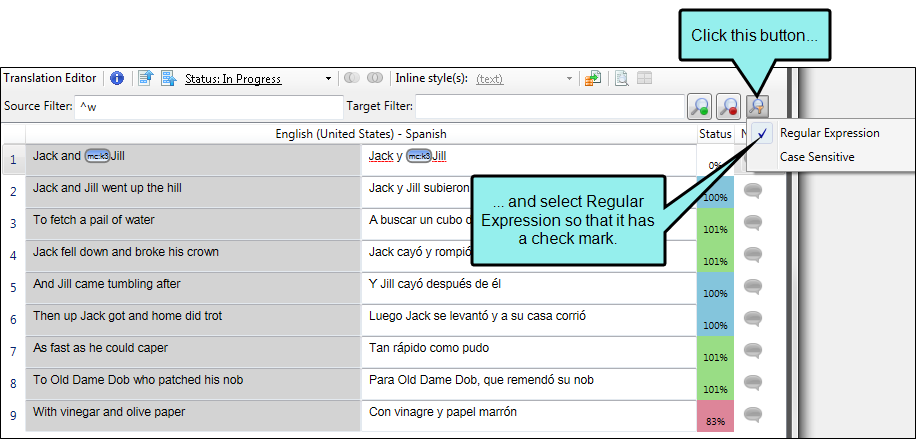 Click this button...
Translation Editor Status: In Progress Inline style(s): (text)
Source Filter: ^w Target Filter:
Regular Expression
Case Sensitive
English (United States) - Spanish Status
1 Jack and mc:k3 Jill Jack y mc:k3 Jill 0%
2 Jack and Jill went up the hill Jack y Jill subieron 100%
... and select Regular
Expression so that it has
a check mark.
3 To fetch a pail of water A buscar un cubo 101%
4 Jack fell down and broke his crown Jack cayó y rompió 101%
5 And Jill came tumbling after Y Jill cayó después de él 100%
6 Then up Jack got and home did trot Luego Jack se levantó y a su casa corrió 100%
7 As fast as he could caper Tan rápido como pudo 101%
8 To Old Dame Dob who patched his nob Para Old Dame Dob, que remendó su nob 101%
9 With vinegar and olive paper Con vinagre y papel marrón 83%